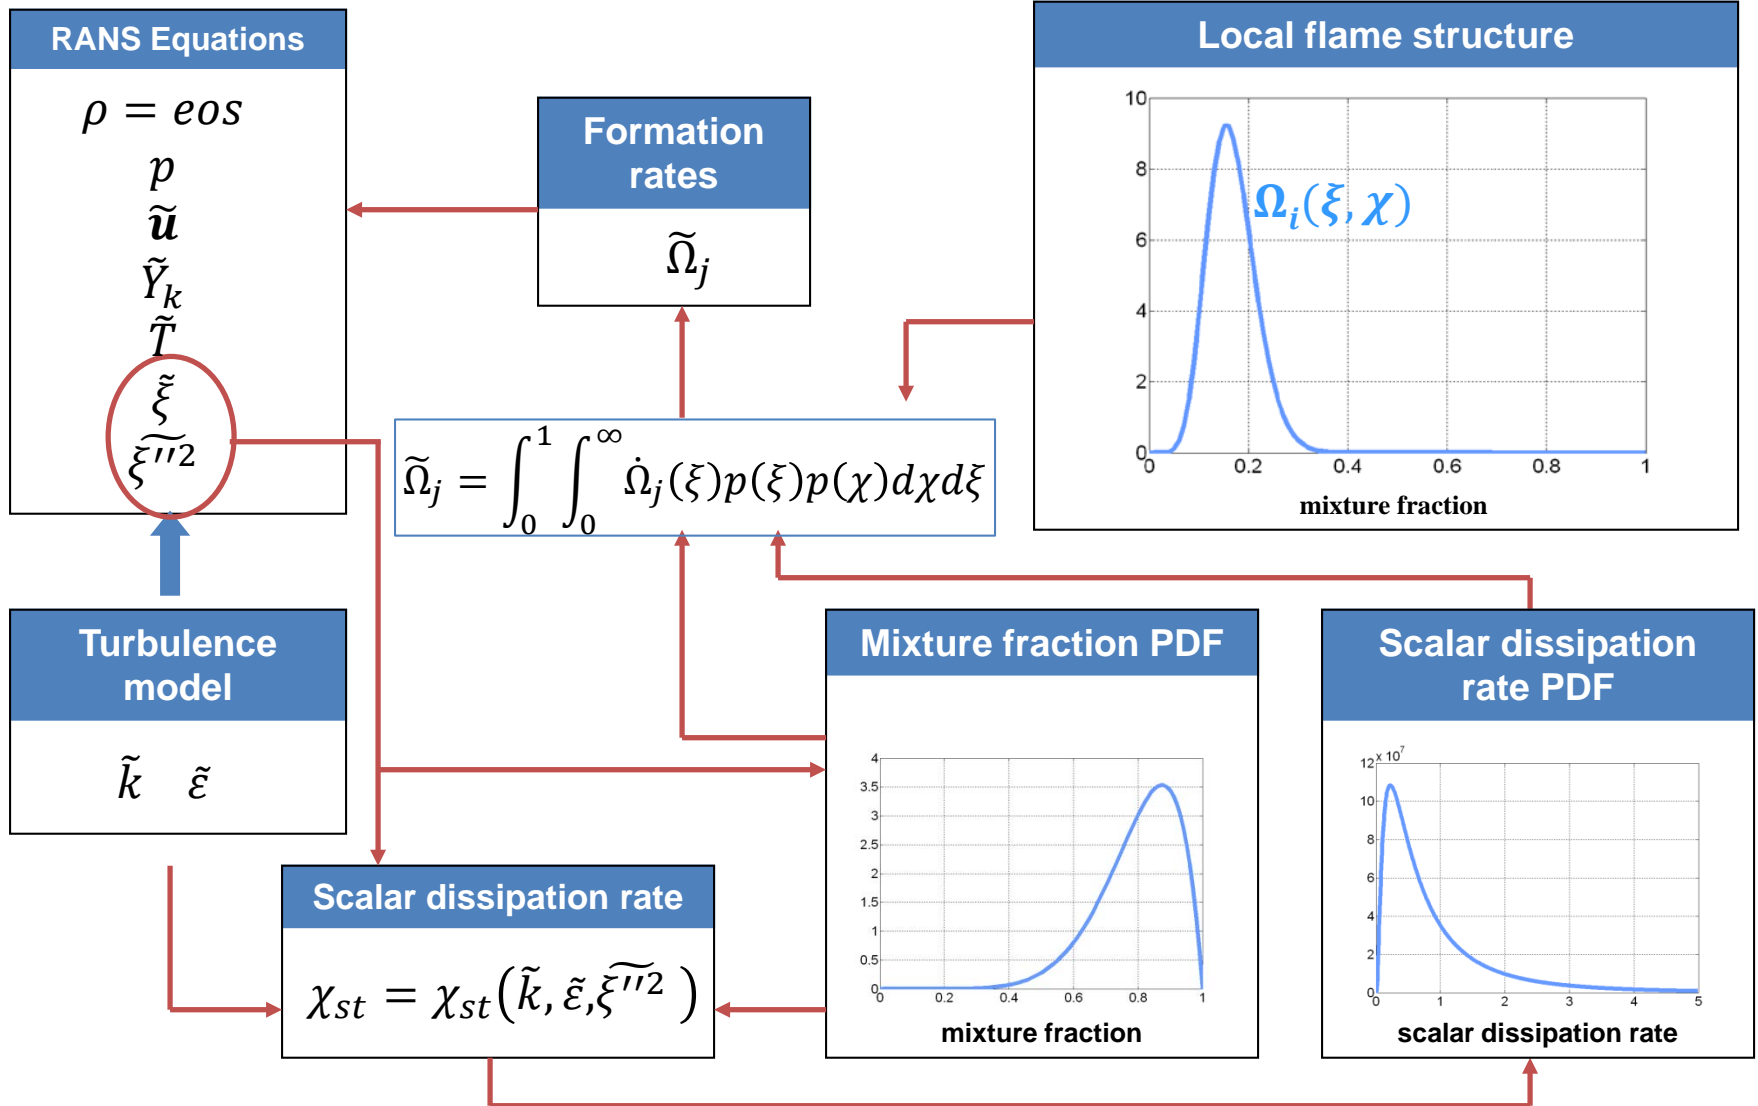 RANS Equations
ρ = eos
p
ũ
Ỹ_k
T̃
ξ̃
\widetilde{ξ''^2}
Formation
rates
Ω̃_j
Local flame structure
10
8
6
4
2
0
Ω_i(ξ, χ)
0 0.2 0.4 0.6 0.8 1
mixture fraction
Ω̃_j = ∫_0^1 ∫_0^∞ Ω̇_j(ξ)p(ξ)p(χ)dχdξ
Turbulence
model
k̃ ε̃
Scalar dissipation rate
χ_st = χ_st(k̃, ε̃, \widetilde{ξ''^2} )
Mixture fraction PDF
4
3.5
3
2.5
2
1.5
1
0.5
0
0 0.2 0.4 0.6 0.8 1
mixture fraction
Scalar dissipation
rate PDF
x 10^7
12
10
8
6
4
2
0
0 1 2 3 4 5
scalar dissipation rate